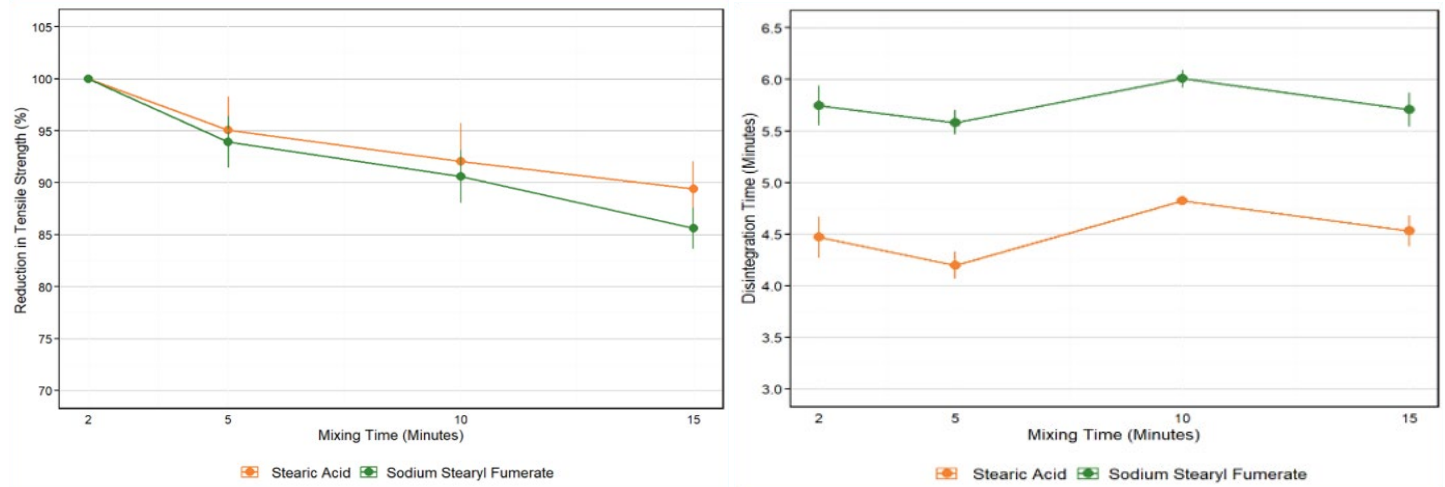 Reduction in Tensile Strength (%)
105
100
95
90
85
80
75
70
2 5 10 15
Mixing Time (Minutes)
Stearic Acid Sodium Stearyl Fumerate
Disintegration Time (Minutes)
6.5
6.0
5.5
5.0
4.5
4.0
3.5
3.0
2 5 10 15
Mixing Time (Minutes)
Stearic Acid Sodium Stearyl Fumerate